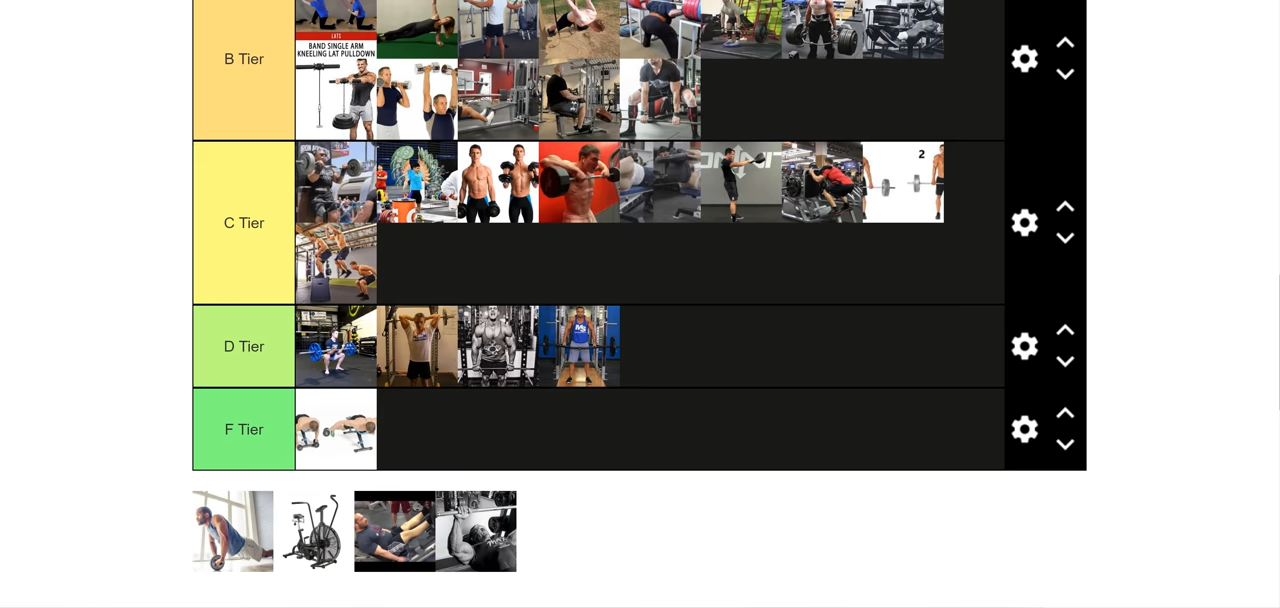 B Tier
LATS
BAND SINGLE ARM
KNEELING LAT PULLDOWN
C Tier
2
D Tier
F Tier